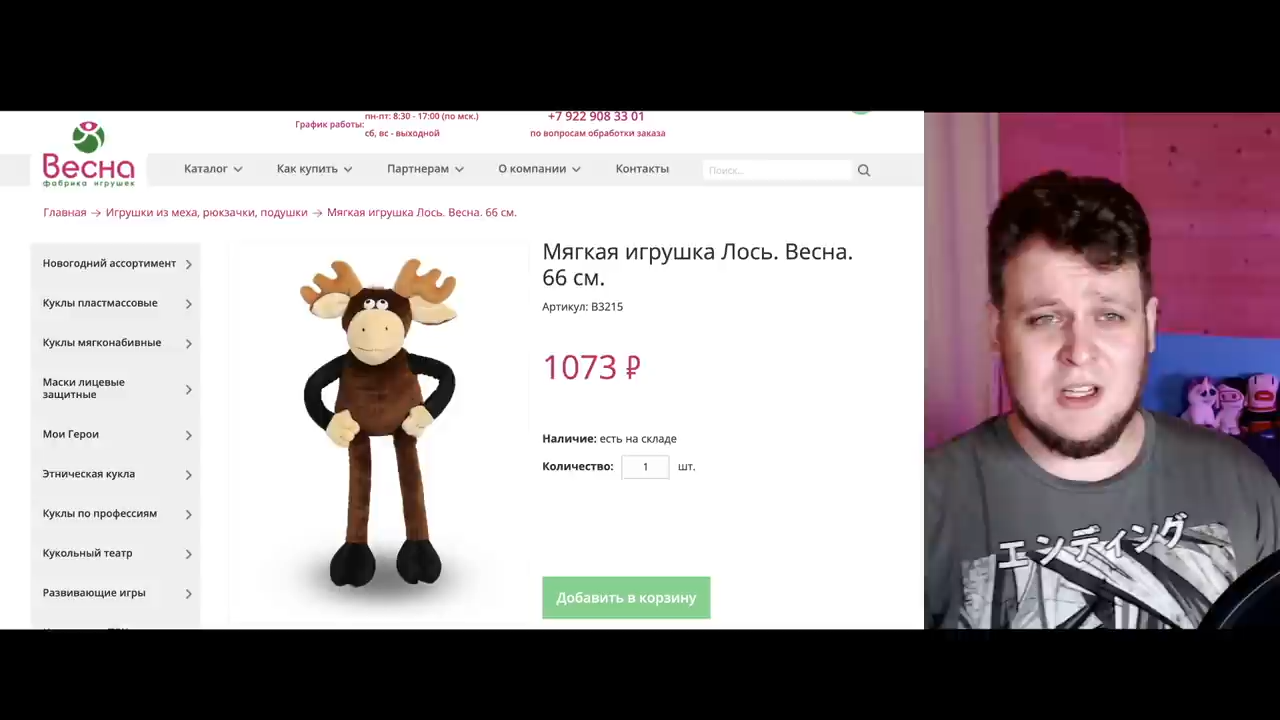 График работы:
пн-пт: 8:30 - 17:00 (по мск.)
сб, вс - выходной
+7 922 908 33 01
по вопросам обработки заказа
Весна
фабрика игрушек
Каталог
Как купить
Партнерам
О компании
Контакты
Поиск...
Главная → Игрушки из меха, рюкзачки, подушки → Мягкая игрушка Лось. Весна. 66 см.
Новогодний ассортимент
Куклы пластмассовые
Куклы мягконабивные
Маски лицевые
защитные
Мои Герои
Этническая кукла
Куклы по профессиям
Кукольный театр
Развивающие игры
Мягкая игрушка Лось. Весна.
66 см.
Артикул: В3215
1073 ₽
Наличие: есть на складе
Количество: 1 шт.
Добавить в корзину
エンディング